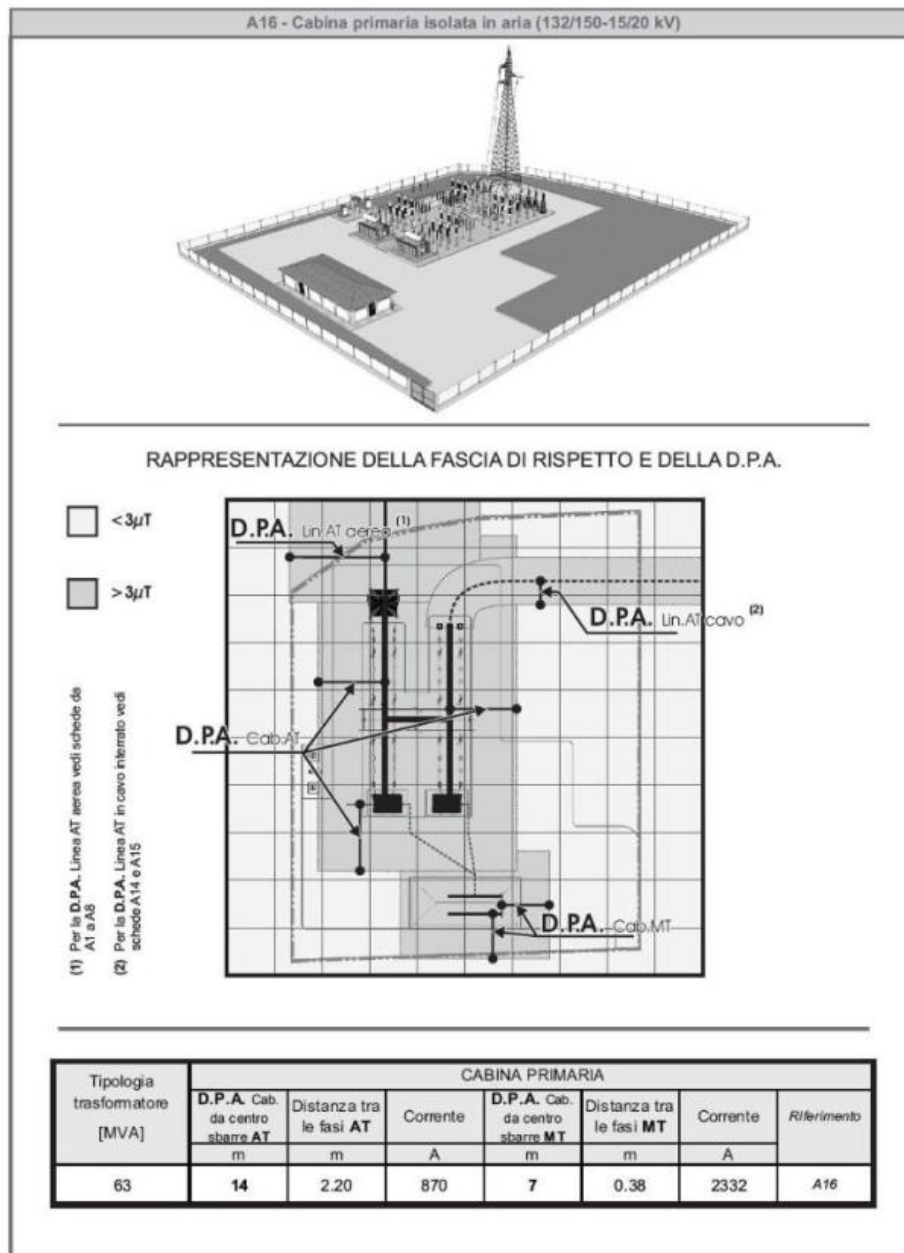 A16 - Cabina primaria isolata in aria (132/150-15/20 kV)
RAPPRESENTAZIONE DELLA FASCIA DI RISPETTO E DELLA D.P.A.
<3µT
>3µT
D.P.A. Lin.AT aerea (1)
D.P.A. Lin.AT cavo (2)
D.P.A. Cab.AT
D.P.A. Cab.MT
(1) Per la D.P.A. Linea AT aerea vedi schede da
A1 a A8
(2) Per la D.P.A. Linea AT in cavo interrato vedi
schede A14 e A15
Tipologia
trasformatore
[MVA]
CABINA PRIMARIA
D.P.A. Cab.
da centro
sbarre AT
Distanza tra
le fasi AT
Corrente
D.P.A. Cab.
da centro
sbarre MT
Distanza tra
le fasi MT
Corrente
RIferimento
m m A m m A
63 14 2.20 870 7 0.38 2332 A16